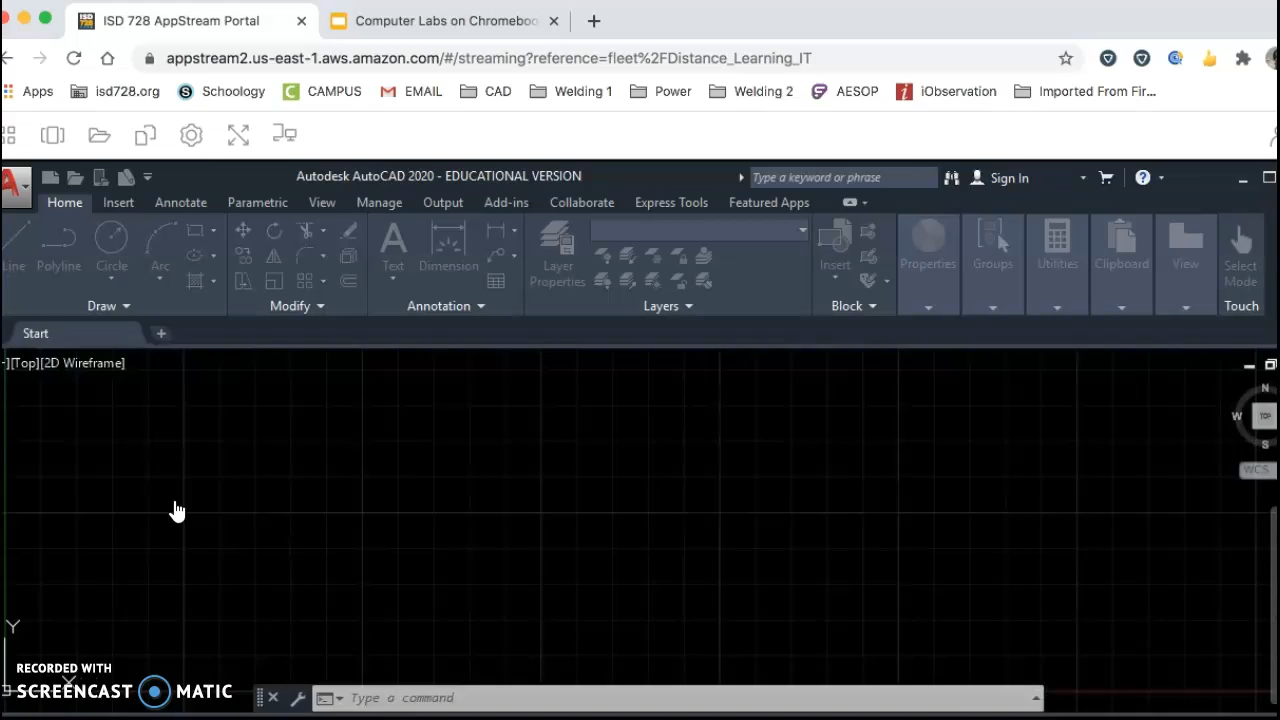 ISD 728 AppStream Portal
Computer Labs on Chromeboo
appstream2.us-east-1.aws.amazon.com/#/streaming?reference=fleet%2FDistance_Learning_IT
Apps isd728.org Schoology CAMPUS EMAIL CAD Welding 1 Power Welding 2 AESOP iObservation Imported From Fir...
Autodesk AutoCAD 2020 - EDUCATIONAL VERSION Type a keyword or phrase Sign In
Home Insert Annotate Parametric View Manage Output Add-ins Collaborate Express Tools Featured Apps
Line Polyline Circle Arc Text Dimension Layer Properties Insert Properties Groups Utilities Clipboard View Select Mode
Draw Modify Annotation Layers Block Touch
Start
-][Top][2D Wireframe]
N
W TOP
S
WCS
Y
X
RECORDED WITH
SCREENCAST MATIC
Type a command